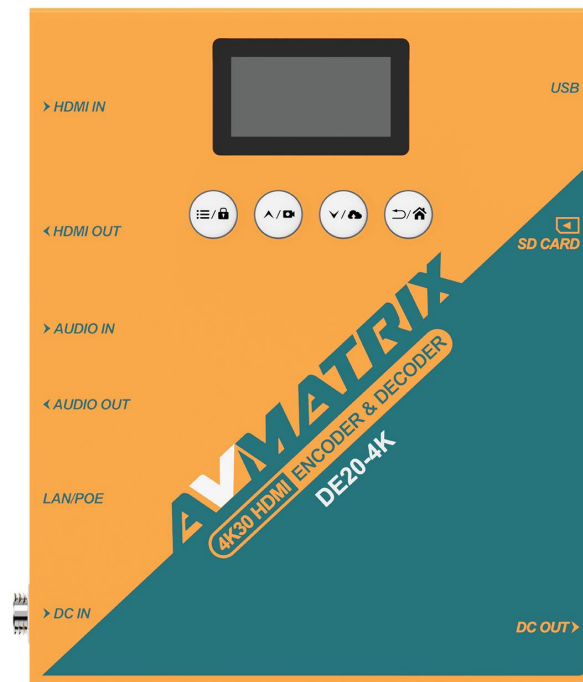 HDMI IN
USB
HDMI OUT
SD CARD
AUDIO IN
AUDIO OUT
AVMATRIX
4K30 HDMI ENCODER & DECODER
DE20-4K
LAN/POE
DC IN
DC OUT